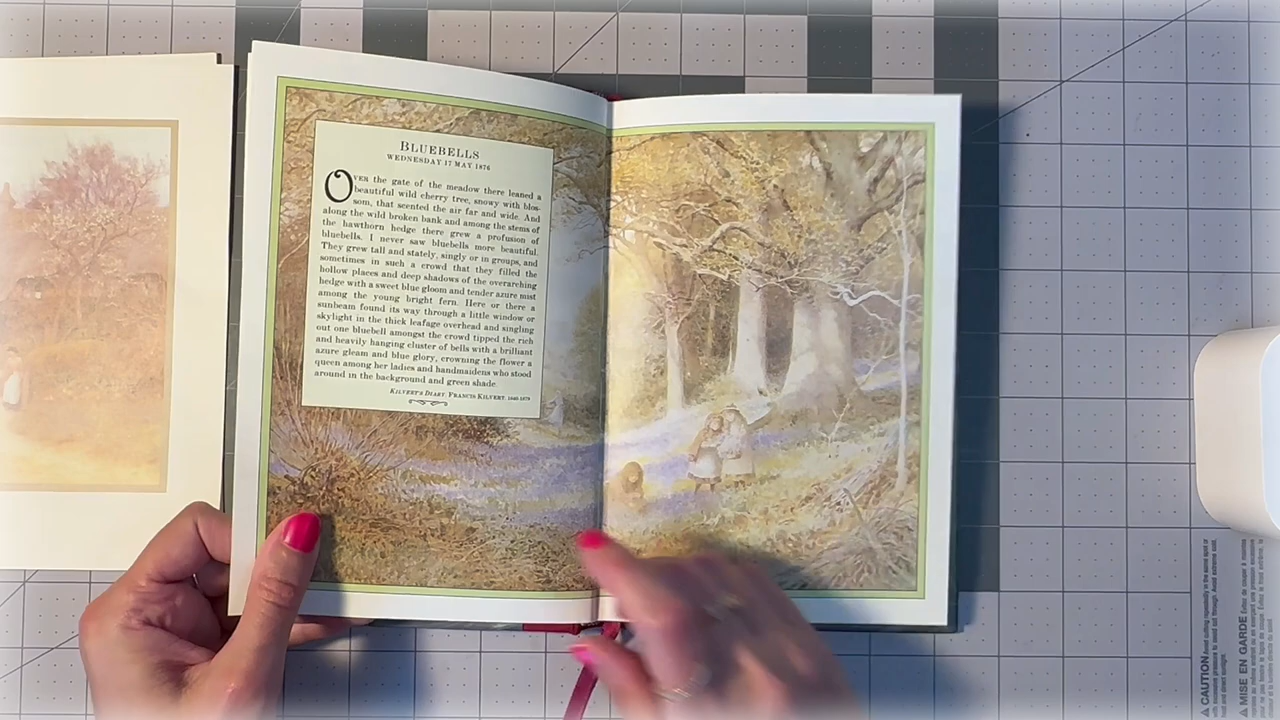 BLUEBELLS
WEDNESDAY 17 MAY 1876
OVER the gate of the meadow there leaned a
beautiful wild cherry tree, snowy with blos-
som, that scented the air far and wide. And
along the wild broken bank and among the stems of
the hawthorn hedge there grew a profusion of
bluebells. I never saw bluebells more beautiful.
They grew tall and stately, singly or in groups, and
sometimes in such a crowd that they filled the
hollow places and deep shadows of the overarching
hedge with a sweet blue gloom and tender azure mist
among the young bright fern. Here or there a
sunbeam found its way through a little window or
skylight in the thick leafage overhead and singling
out one bluebell amongst the crowd tipped the rich
and heavily hanging cluster of bells with a brilliant
azure gleam and blue glory, crowning the flower a
queen among her ladies and handmaidens who stood
around in the background and green shade.
KILVERT'S DIARY, FRANCIS KILVERT, 1840-1879
CAUTION
MISE EN GARDE